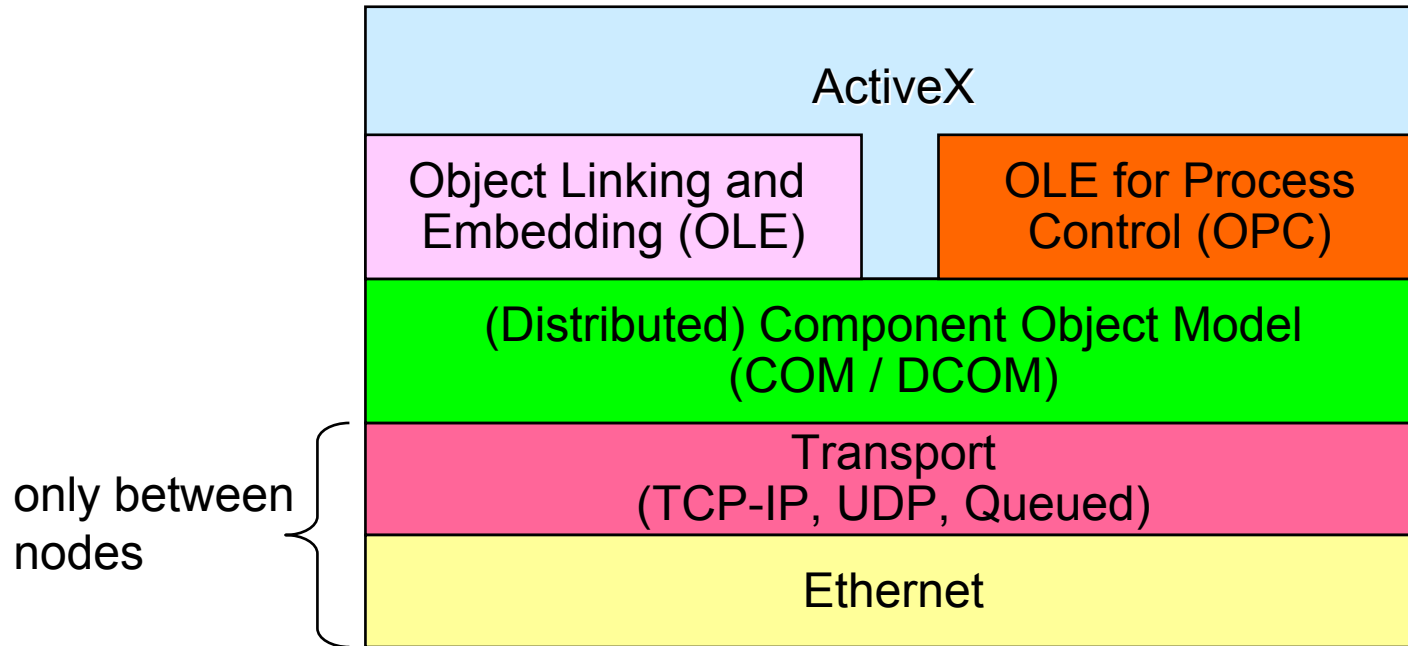 ActiveX
Object Linking and
Embedding (OLE)
OLE for Process
Control (OPC)
(Distributed) Component Object Model
(COM / DCOM)
Transport
(TCP-IP, UDP, Queued)
only between
nodes
Ethernet